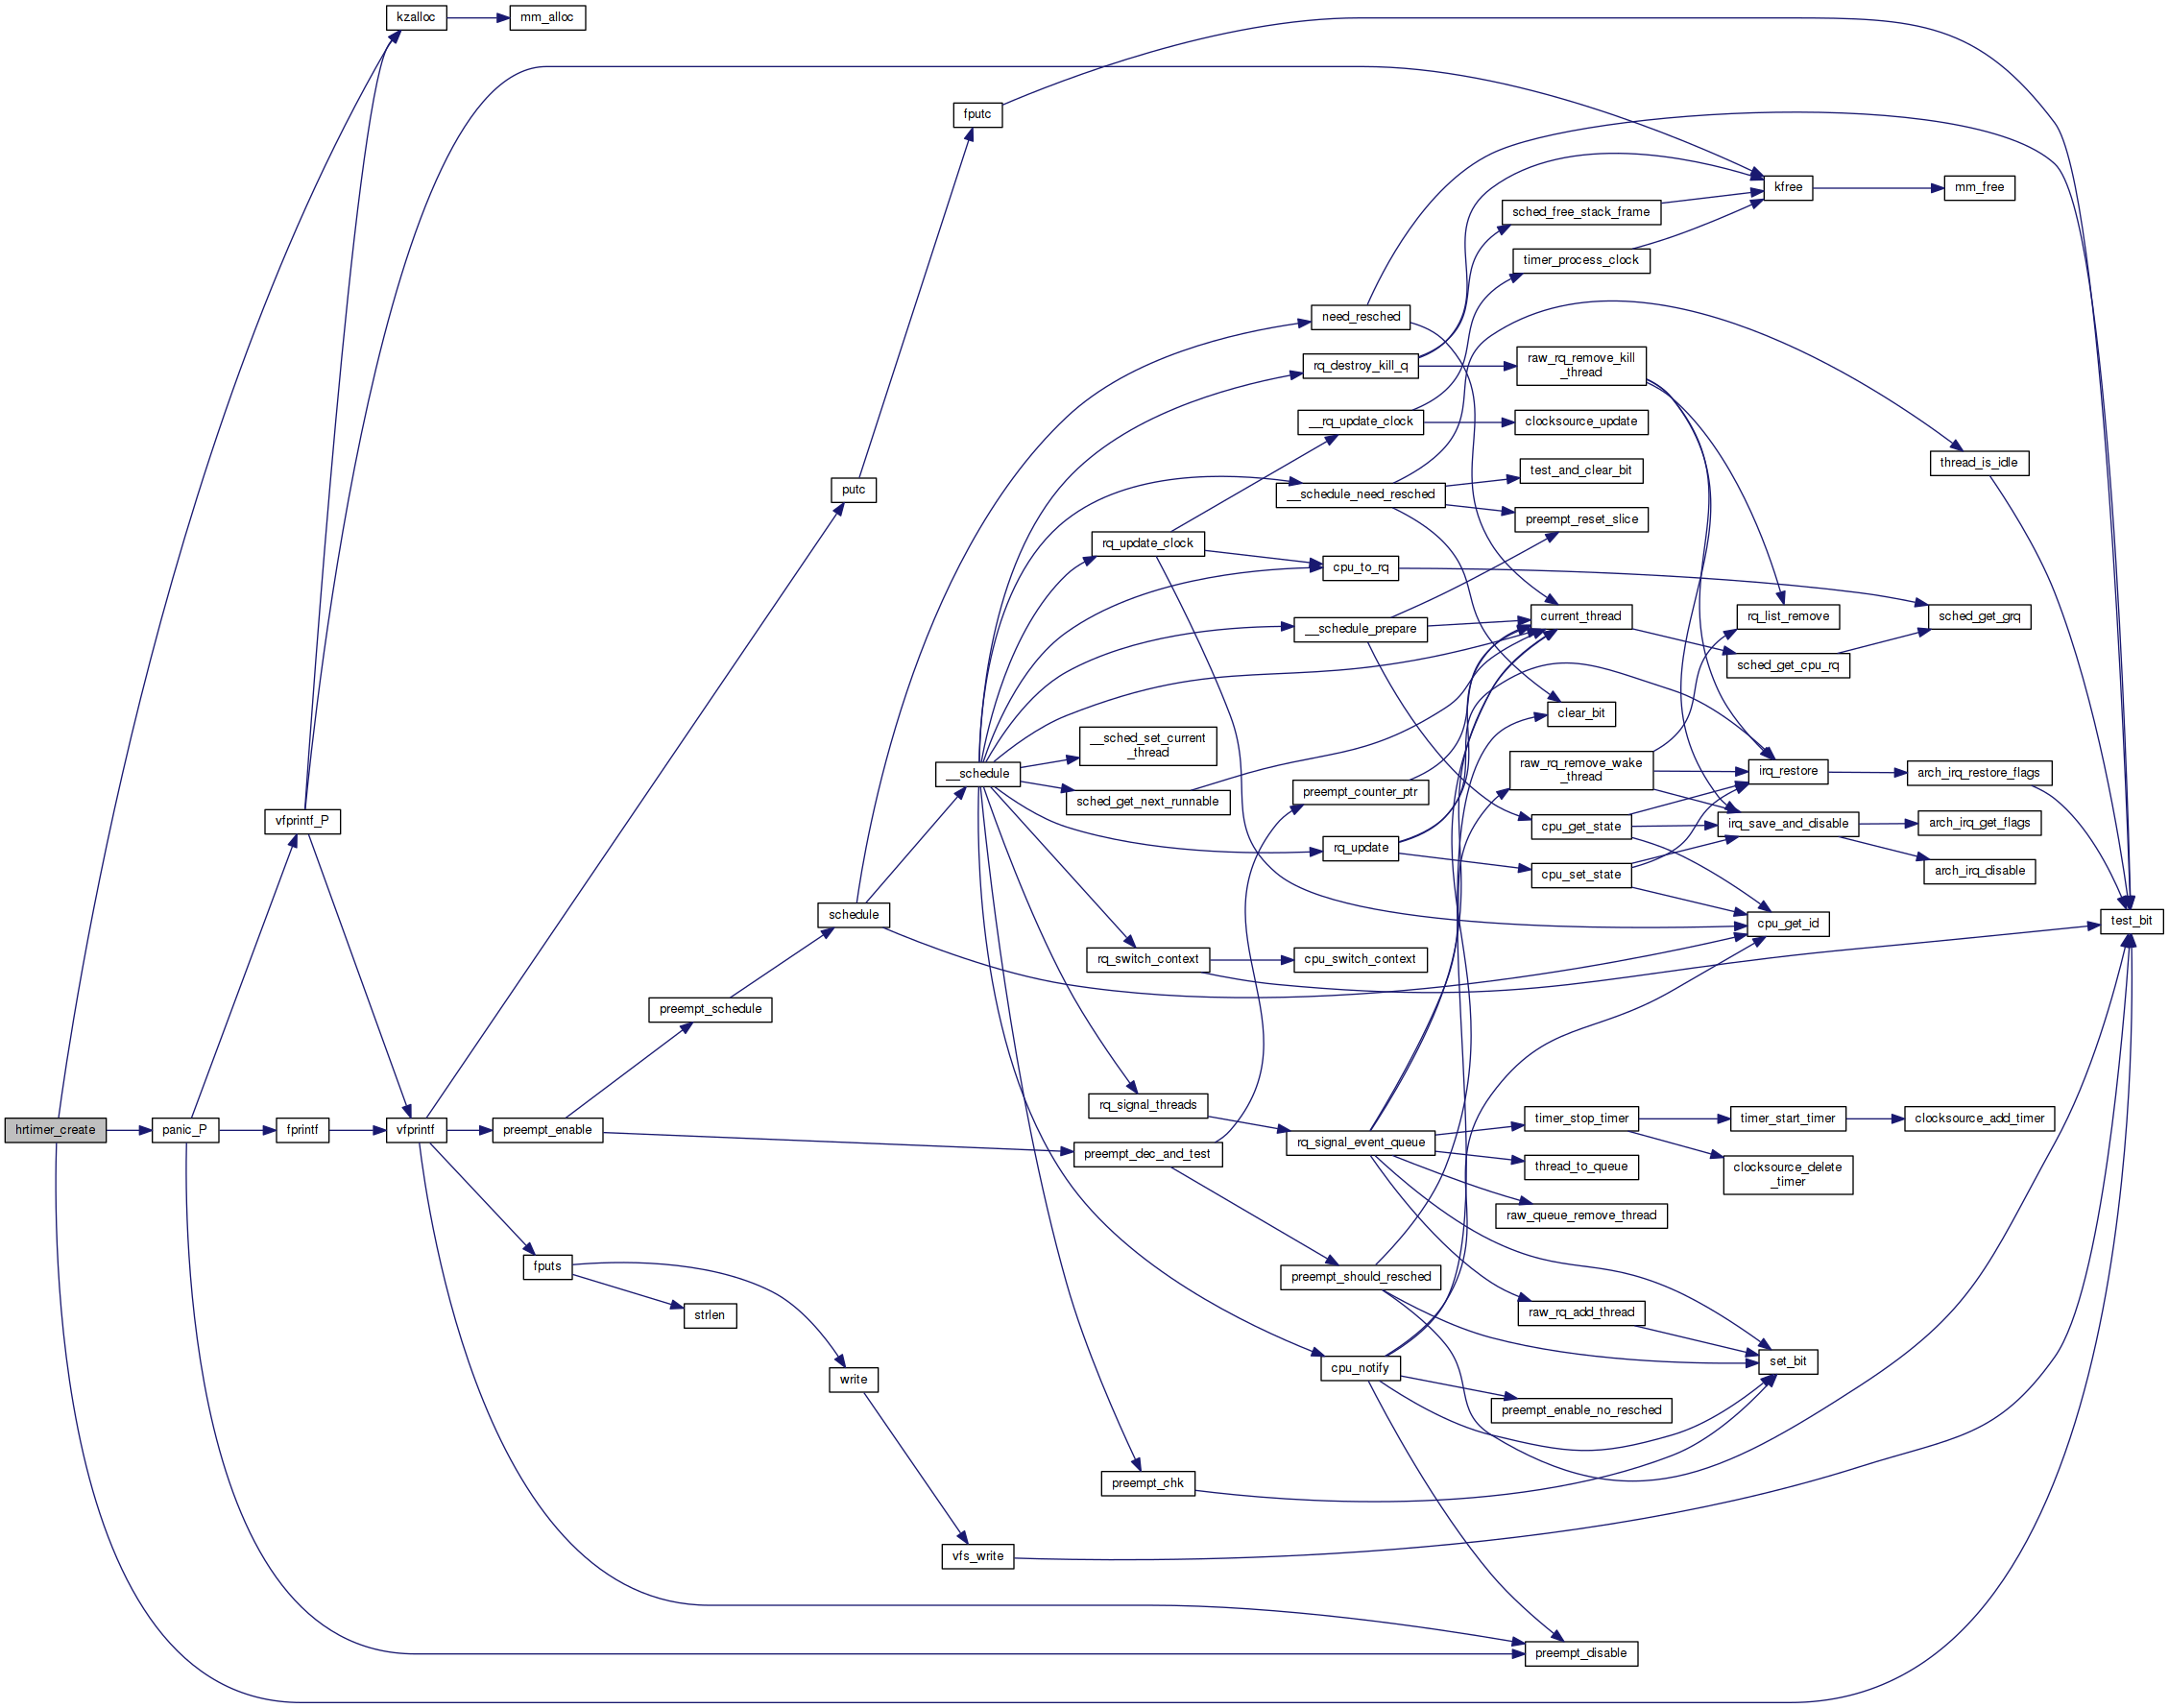 kzalloc
mm_alloc
fputc
kfree
mm_free
sched_free_stack_frame
timer_process_clock
need_resched
rq_destroy_kill_q
raw_rq_remove_kill
_thread
__rq_update_clock
clocksource_update
thread_is_idle
test_and_clear_bit
putc
__schedule_need_resched
preempt_reset_slice
rq_update_clock
cpu_to_rq
current_thread
rq_list_remove
sched_get_grq
__schedule_prepare
sched_get_cpu_rq
clear_bit
__sched_set_current
_thread
__schedule
raw_rq_remove_wake
_thread
irq_restore
arch_irq_restore_flags
sched_get_next_runnable
preempt_counter_ptr
vfprintf_P
cpu_get_state
irq_save_and_disable
arch_irq_get_flags
rq_update
cpu_set_state
arch_irq_disable
schedule
cpu_get_id
test_bit
rq_switch_context
cpu_switch_context
preempt_schedule
rq_signal_threads
timer_stop_timer
timer_start_timer
clocksource_add_timer
hrtimer_create
panic_P
fprintf
vfprintf
preempt_enable
rq_signal_event_queue
preempt_dec_and_test
thread_to_queue
clocksource_delete
_timer
raw_queue_remove_thread
fputs
preempt_should_resched
strlen
raw_rq_add_thread
set_bit
cpu_notify
write
preempt_enable_no_resched
preempt_chk
vfs_write
preempt_disable